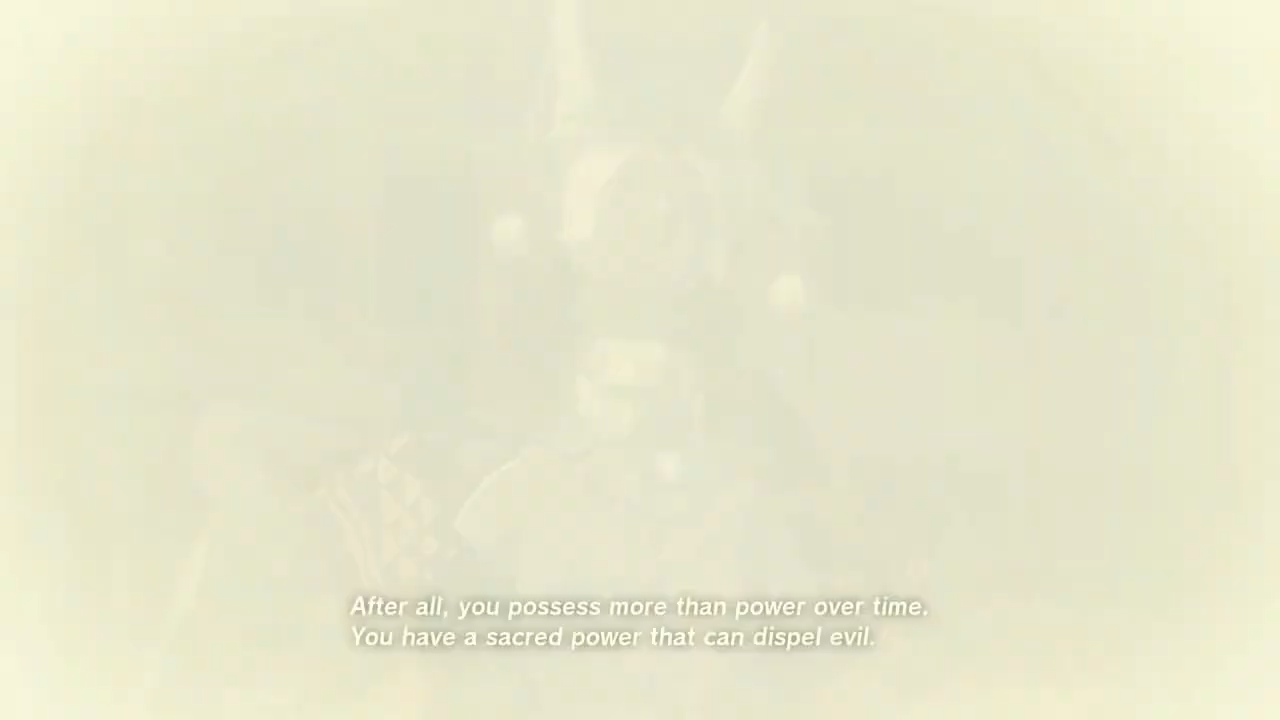 After all, you possess more than power over time.
You have a sacred power that can dispel evil.